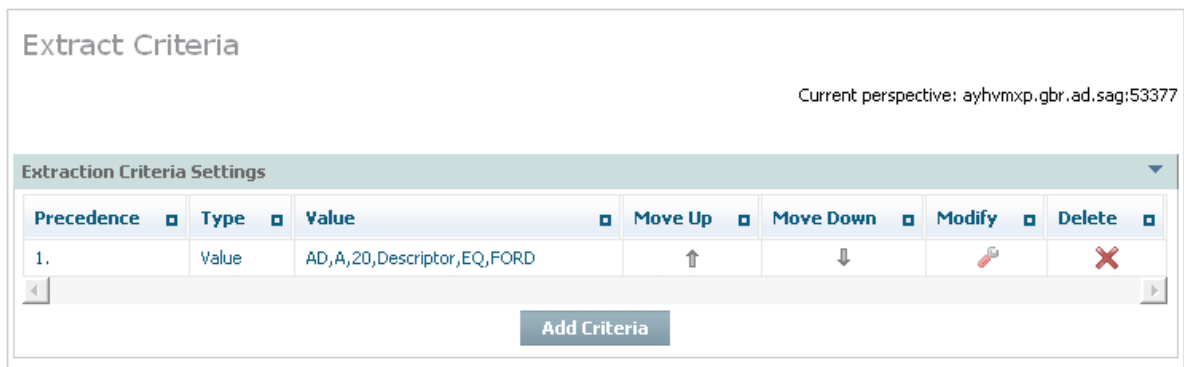 Extract Criteria
Current perspective: ayhvmxp.gbr.ad.sag:53377
Extraction Criteria Settings
Precedence Type Value Move Up Move Down Modify Delete
1. Value AD,A,20,Descriptor,EQ,FORD
Add Criteria